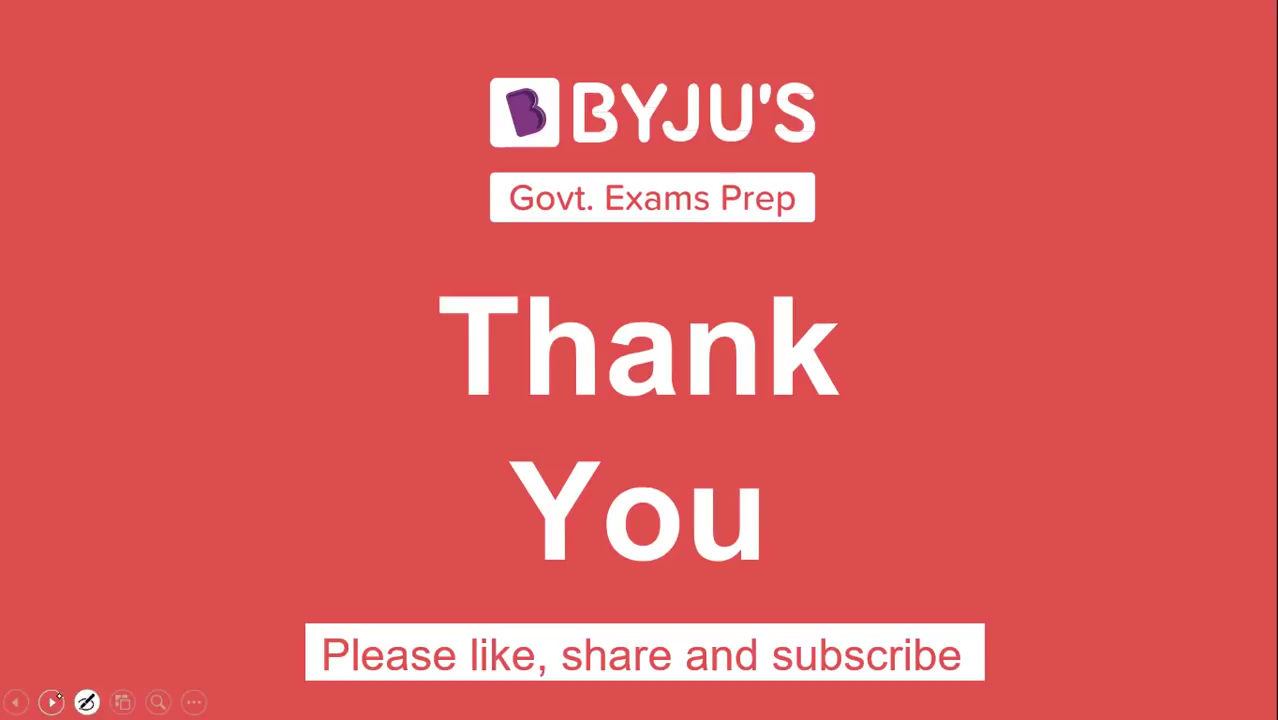 BYJU'S
Govt. Exams Prep
Thank
You
Please like, share and subscribe